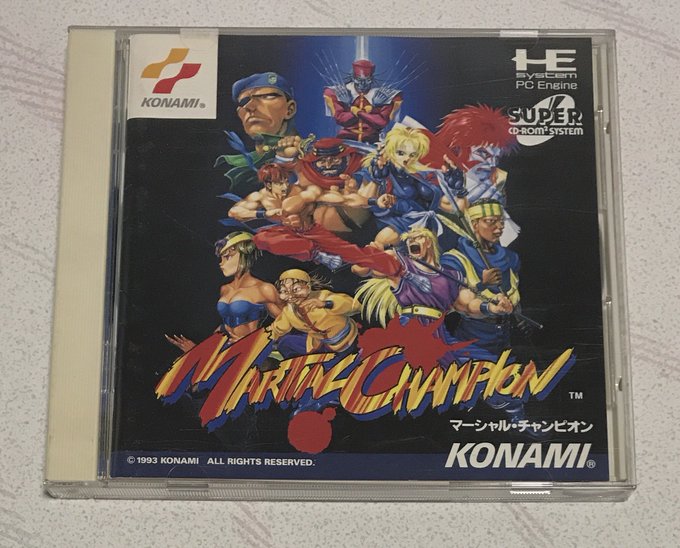 KONAMI®
HE
system
PC Engine
SUPER
CD-ROM² SYSTEM
MARTIAL CHAMPION ™
マーシャル・チャンピオン
© 1993 KONAMI ALL RIGHTS RESERVED.
KONAMI®